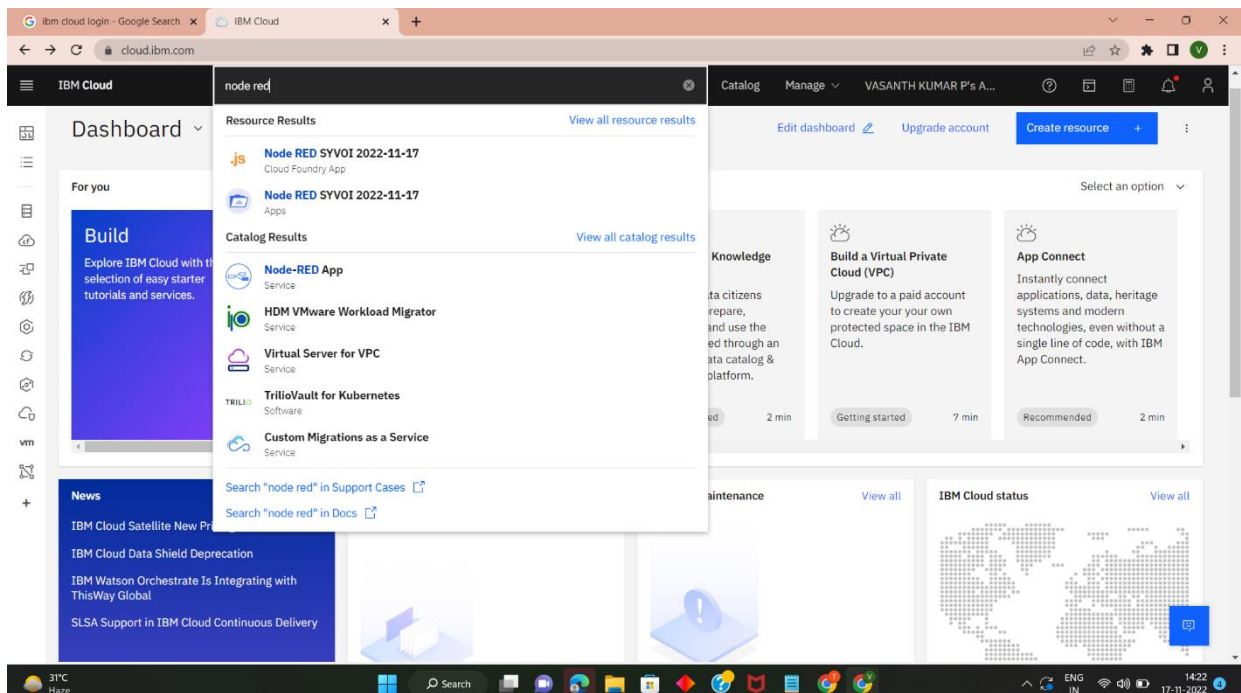 ibm cloud login - Google Search
IBM Cloud
cloud.ibm.com
V
IBM Cloud
node red
Catalog
Manage
VASANTH KUMAR P's A...
Dashboard
Edit dashboard
Upgrade account
Create resource +
For you
Select an option
Build
Explore IBM Cloud with
selection of easy starter
tutorials and services.
Resource Results
View all resource results
.js
Node RED SYVOI 2022-11-17
Cloud Foundry App
Node RED SYVOI 2022-11-17
Apps
Catalog Results
View all catalog results
Node-RED App
Service
HDM VMware Workload Migrator
Service
Virtual Server for VPC
Service
TRILIO
TrilioVault for Kubernetes
Software
Custom Migrations as a Service
Service
Search "node red" in Support Cases
Search "node red" in Docs
Knowledge
citizens
and use the
through an
catalog &
platform.
2 min
Build a Virtual Private
Cloud (VPC)
Upgrade to a paid account
to create your your own
protected space in the IBM
Cloud.
Getting started
7 min
App Connect
Instantly connect
applications, data, heritage
systems and modern
technologies, even without a
single line of code, with IBM
App Connect.
Recommended
2 min
vm
News
IBM Cloud Satellite New
IBM Cloud Data Shield Deprecation
IBM Watson Orchestrate Is Integrating with
ThisWay Global
SLSA Support in IBM Cloud Continuous Delivery
View all
IBM Cloud status
View all
31°C
Haze
Search
ENG
IN
14:22
17-11-2022
4